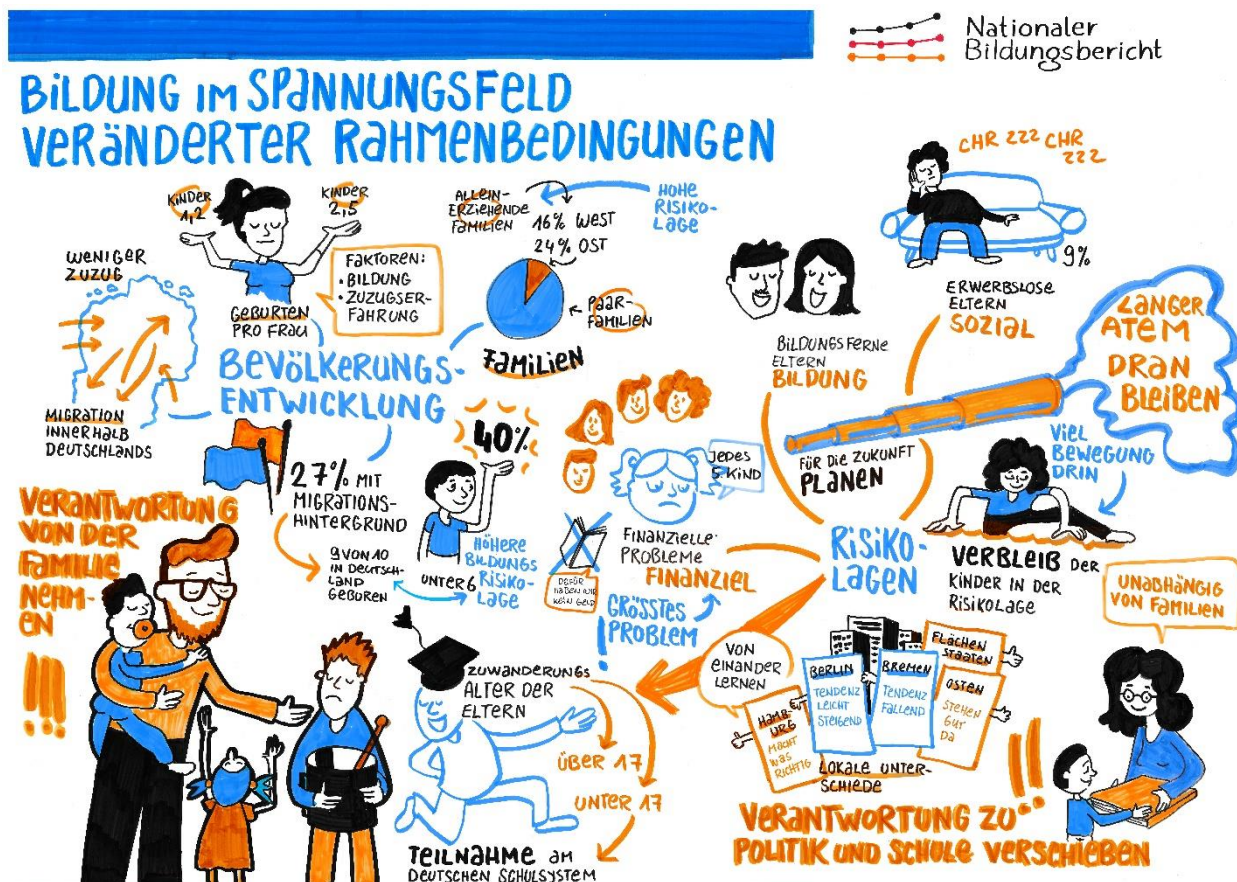 Nationaler
Bildungsbericht
BILDUNG IM SPANNUNGSFELD
VERÄNDERTER RAHMENBEDINGUNGEN
KINDER
1,2
KINDER
2,5
GEBURTEN
PRO FRAU
FAKTOREN:
• BILDUNG
• ZUZUGSER-
FAHRUNG
WENIGER
ZUZUG
MIGRATION
INNERHALB
DEUTSCHLANDS
BEVÖLKERUNGS-
ENTWICKLUNG
ALLEIN-
ERZIEHENDE
FAMILIEN
16% WEST
24% OST
HOHE
RISIKO-
LAGE
PAAR-
FAMILIEN
FAMILIEN
27% MIT
MIGRATIONS-
HINTERGRUND
9 VON 10
IN DEUTSCH-
LAND
GEBOREN
40%
UNTER 6
HÖHERE
BILDUNGS
RISIKO-
LAGE
VERANTWORTUNG
VON DER
FAMILIE
NEHM-
EN
!!!
ZUWANDERUNGS
ALTER DER
ELTERN
ÜBER 17
UNTER 17
TEILNAHME AM
DEUTSCHEN SCHULSYSTEM
JEDES
5. KIND
DAFÜR
HABEN WIR
KEIN GELD
FINANZIELLE
PROBLEME
FINANZIEL
! GRÖSSTES
PROBLEM
BILDUNGSFERNE
ELTERN
BILDUNG
CHR ZZZ CHR
ZZZ
9%
ERWERBSLOSE
ELTERN
SOZIAL
LANGER
ATEM
DRAN
BLEIBEN
FÜR DIE ZUKUNFT
PLANEN
VIEL
BEWEGUNG
DRIN
RISIKO-
LAGEN
VERBLEIB DER
KINDER IN DER
RISIKOLAGE
VON
EINANDER
LERNEN
HAMB-
URG
MACHT
WAS
RICHTIG
BERLIN
TENDENZ
LEICHT
STEIGEND
BREMEN
TENDENZ
FALLEND
FLÄCHEN
STAATEN
OSTEN
STEHEN
GUT
DA
LOKALE UNTER-
SCHIEDE
UNABHÄNGIG
VON FAMILIEN
!!
VERANTWORTUNG ZU
POLITIK UND SCHULE VERSCHIEBEN